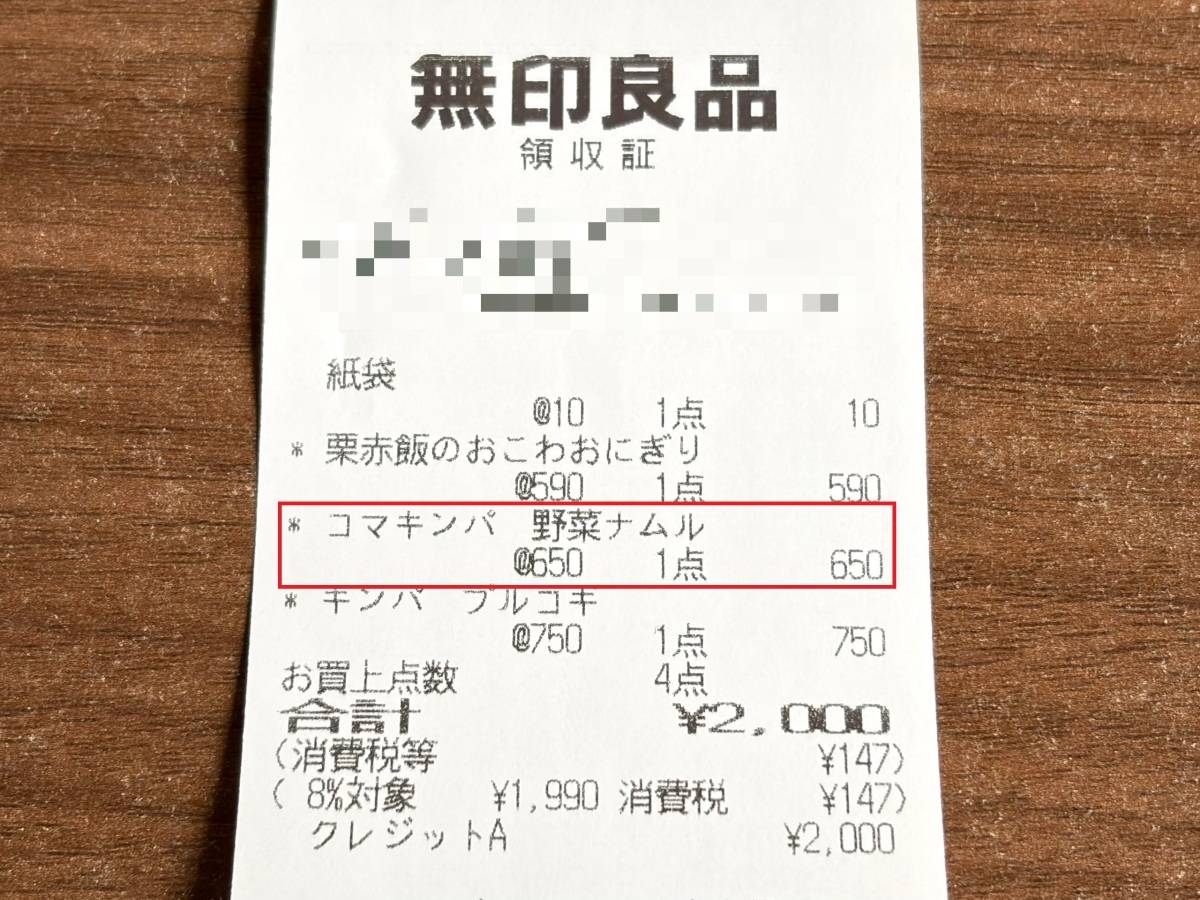 無印良品
領収証
紙袋
@10 1点 10
* 栗赤飯のおこわおにぎり
@590 1点 590
* コマキンパ 野菜ナムル
@650 1点 650
* キンパ プルコギ
@750 1点 750
お買上点数 4点
合計 ¥2,000
(消費税等 ¥147)
( 8%対象 ¥1,990 消費税 ¥147)
クレジットA ¥2,000